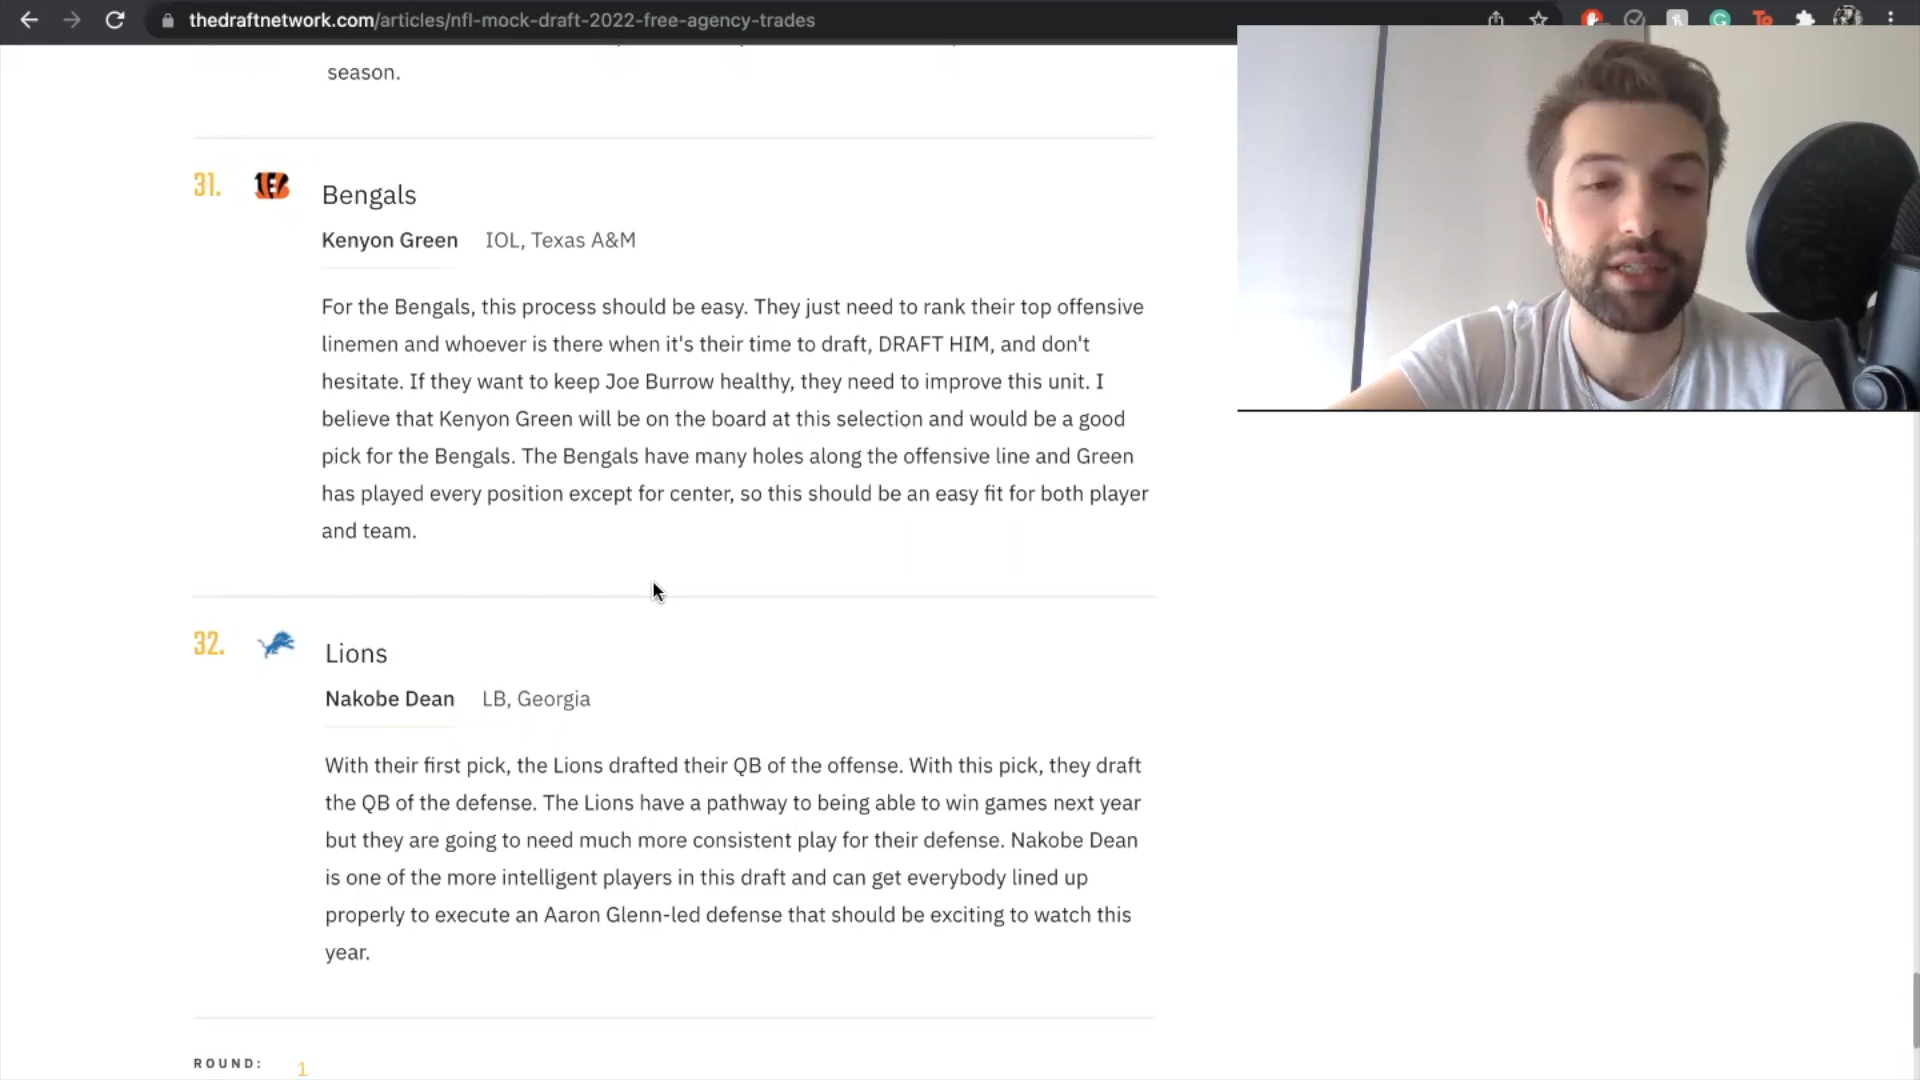 thedraftnetwork.com/articles/nfl-mock-draft-2022-free-agency-trades
season.
31. Bengals
Kenyon Green IOL, Texas A&M
For the Bengals, this process should be easy. They just need to rank their top offensive
linemen and whoever is there when it's their time to draft, DRAFT HIM, and don't
hesitate. If they want to keep Joe Burrow healthy, they need to improve this unit. I
believe that Kenyon Green will be on the board at this selection and would be a good
pick for the Bengals. The Bengals have many holes along the offensive line and Green
has played every position except for center, so this should be an easy fit for both player
and team.
32. Lions
Nakobe Dean LB, Georgia
With their first pick, the Lions drafted their QB of the offense. With this pick, they draft
the QB of the defense. The Lions have a pathway to being able to win games next year
but they are going to need much more consistent play for their defense. Nakobe Dean
is one of the more intelligent players in this draft and can get everybody lined up
properly to execute an Aaron Glenn-led defense that should be exciting to watch this
year.
ROUND: 1